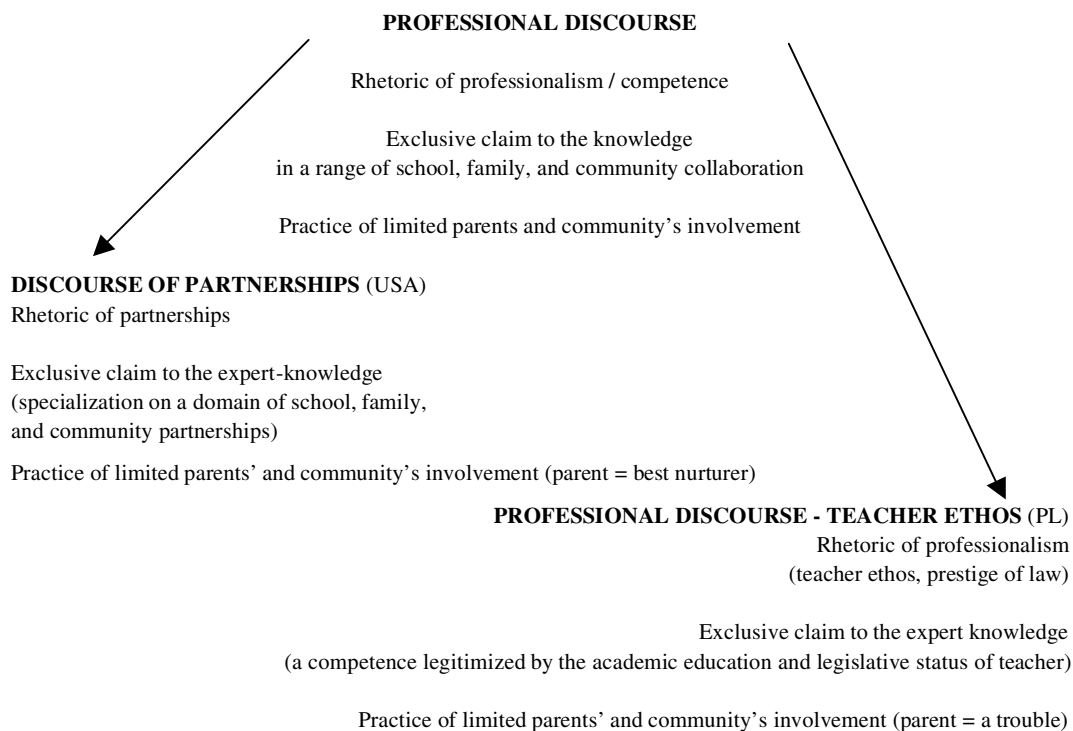 PROFESSIONAL DISCOURSE
Rhetoric of professionalism / competence
Exclusive claim to the knowledge
in a range of school, family, and community collaboration
Practice of limited parents and community's involvement
DISCOURSE OF PARTNERSHIPS (USA)
Rhetoric of partnerships
Exclusive claim to the expert-knowledge
(specialization on a domain of school, family,
and community partnerships)
Practice of limited parents' and community's involvement (parent = best nurturer)
PROFESSIONAL DISCOURSE - TEACHER ETHOS (PL)
Rhetoric of professionalism
(teacher ethos, prestige of law)
Exclusive claim to the expert knowledge
(a competence legitimized by the academic education and legislative status of teacher)
Practice of limited parents' and community's involvement (parent = a trouble)